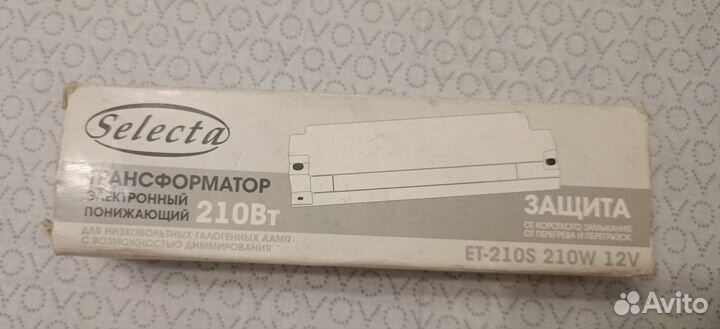 Selecta
ТРАНСФОРМАТОР
ЭЛЕКТРОННЫЙ
ПОНИЖАЮЩИЙ 210Вт
ДЛЯ НИЗКОВОЛЬТНЫХ ГАЛОГЕННЫХ ЛАМП
С ВОЗМОЖНОСТЬЮ ДИММИРОВАНИЯ
ЗАЩИТА
ОТ КОРОТКОГО ЗАМЫКАНИЯ,
ОТ ПЕРЕГРЕВА И ПЕРЕГРУЗОК
ET-210S 210W 12V
Avito